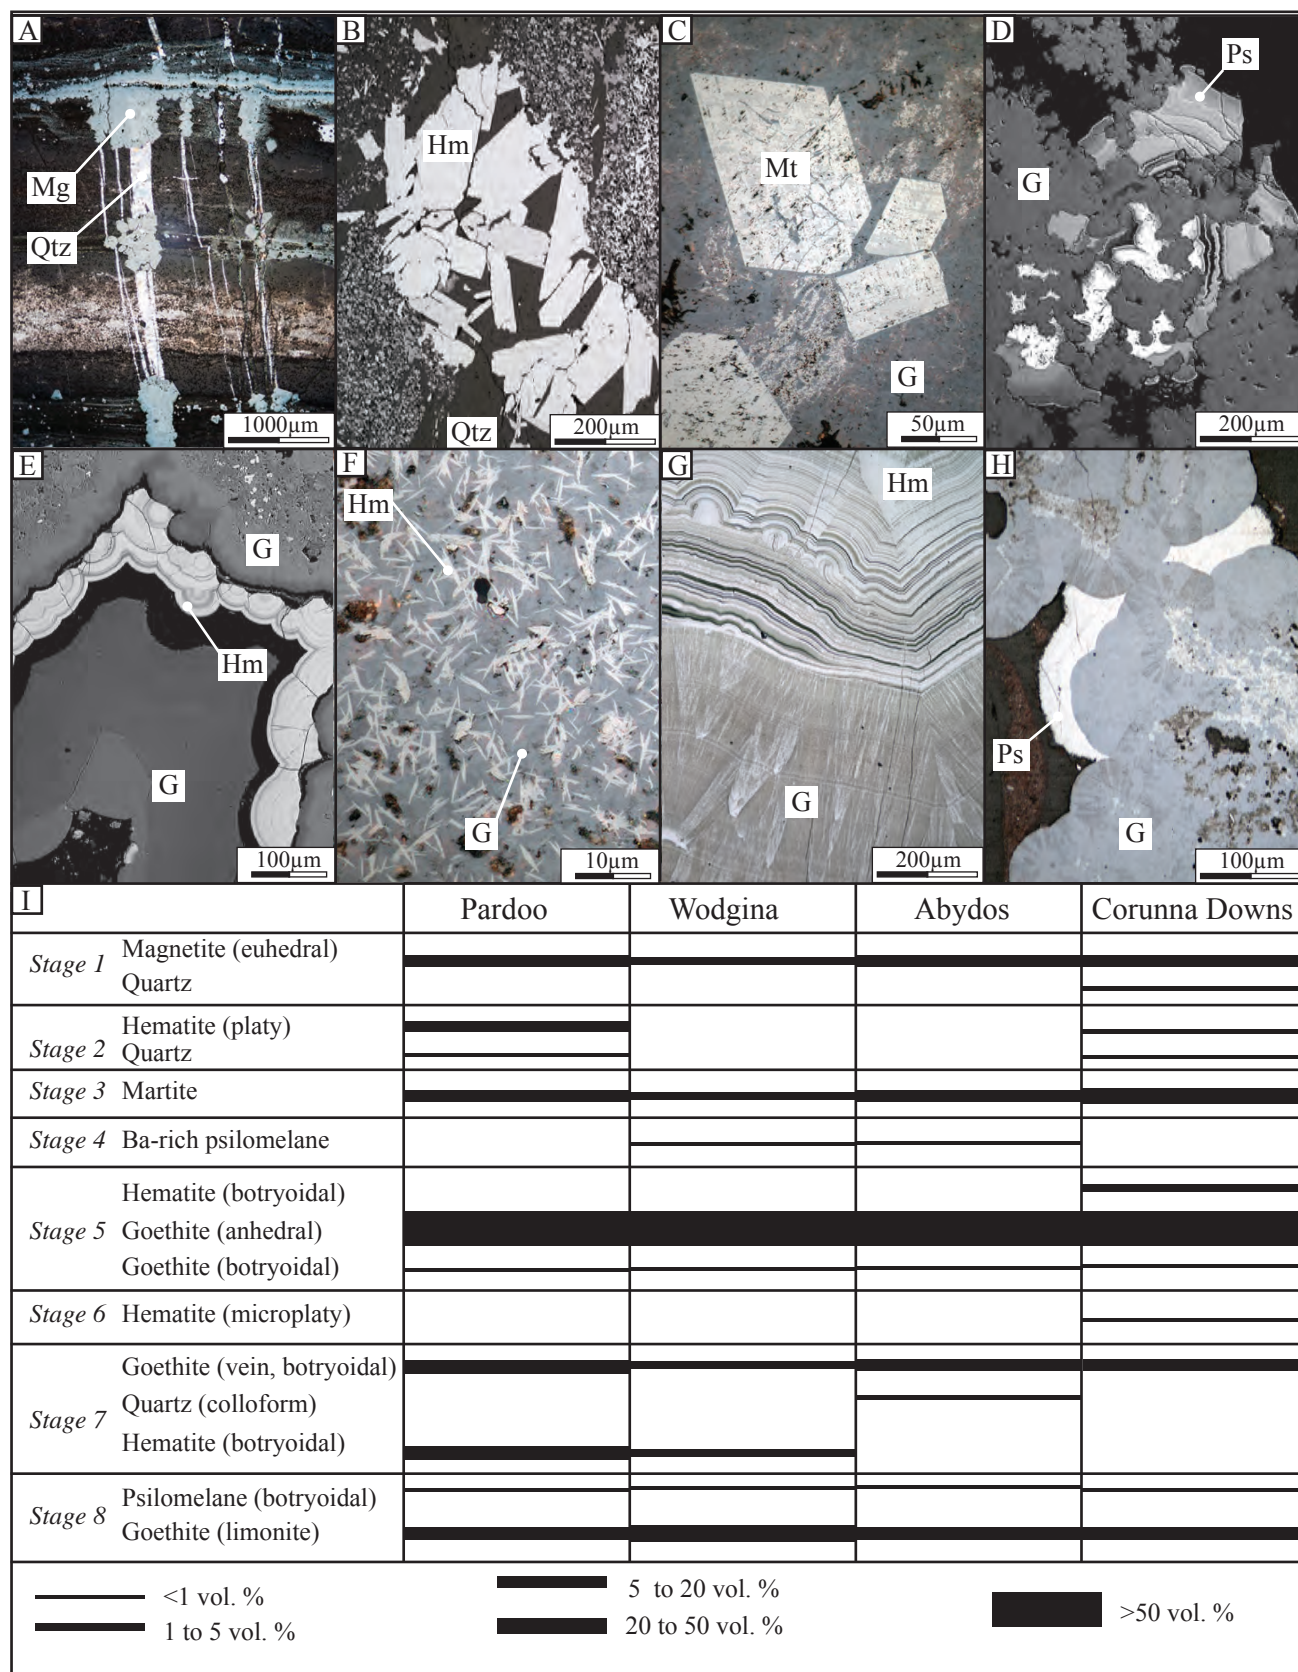 A
Mg
Qtz
1000µm
B
Hm
Qtz
200µm
C
Mt
G
50µm
D
Ps
G
200µm
E
G
Hm
G
100µm
F
Hm
G
10µm
G
Hm
G
200µm
H
Ps
G
100µm
I
Pardoo Wodgina Abydos Corunna Downs
Stage 1 Magnetite (euhedral)
Quartz
Stage 2 Hematite (platy)
Quartz
Stage 3 Martite
Stage 4 Ba-rich psilomelane
Hematite (botryoidal)
Stage 5 Goethite (anhedral)
Goethite (botryoidal)
Stage 6 Hematite (microplaty)
Goethite (vein, botryoidal)
Stage 7 Quartz (colloform)
Hematite (botryoidal)
Stage 8 Psilomelane (botryoidal)
Goethite (limonite)
<1 vol. %
1 to 5 vol. %
5 to 20 vol. %
20 to 50 vol. %
>50 vol. %